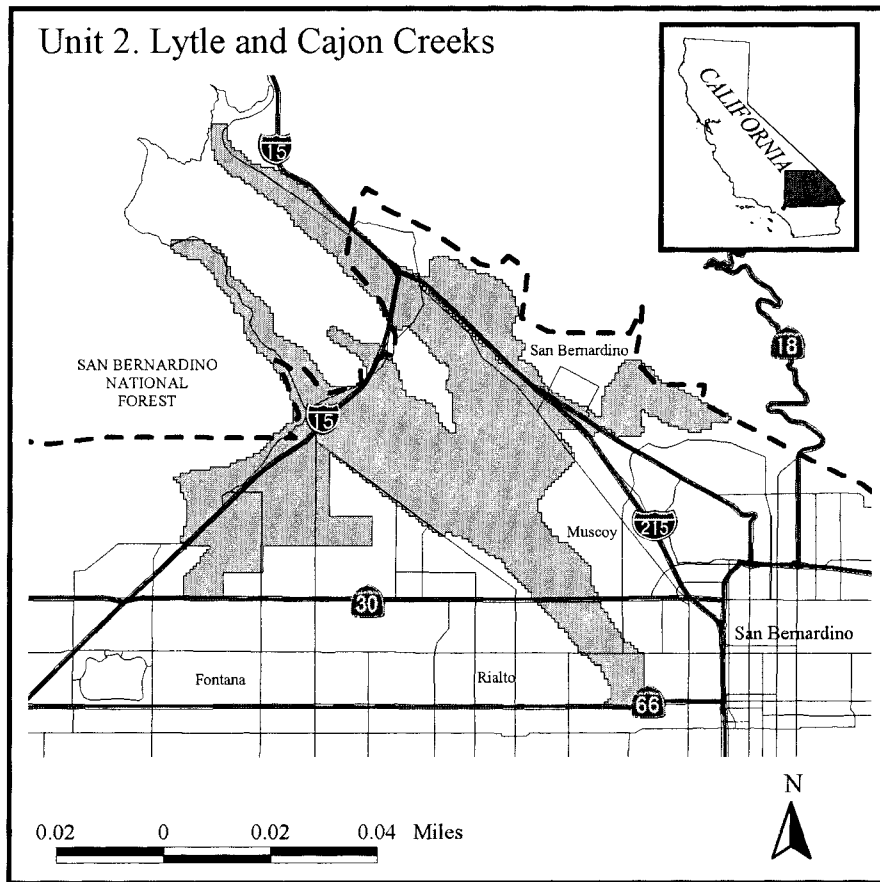 Unit 2. Lytle and Cajon Creeks
CALIFORNIA
15
18
San Bernardino
SAN BERNARDINO
NATIONAL
FOREST
15
215
Muscoy
30
San Bernardino
Fontana
Rialto
66
N
0.02 0 0.02 0.04 Miles